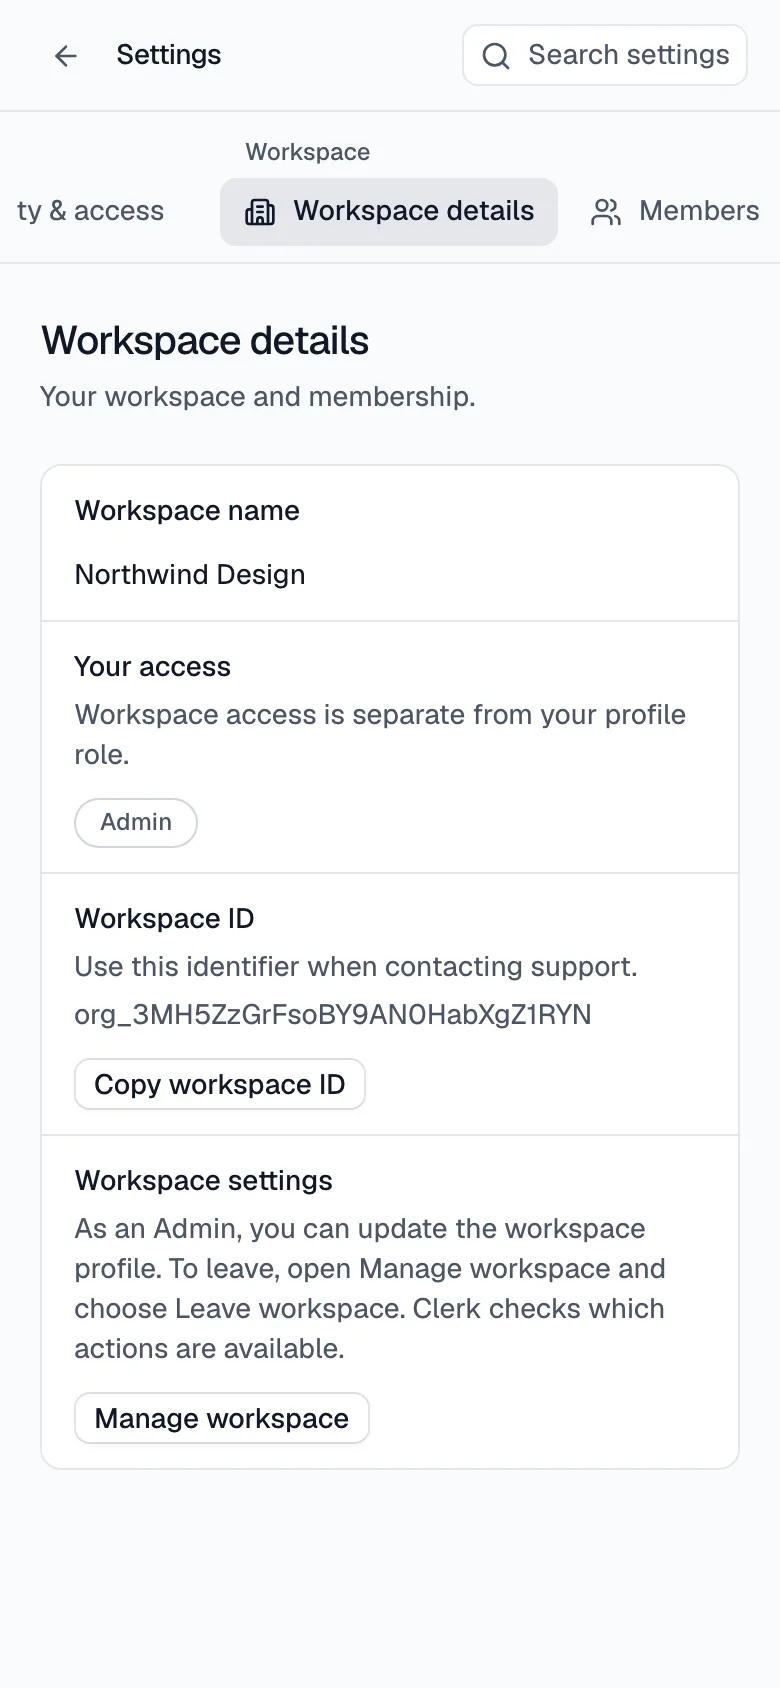 Settings
Search settings
Workspace
ty & access
Workspace details
Members
Workspace details
Your workspace and membership.
Workspace name
Northwind Design
Your access
Workspace access is separate from your profile
role.
Admin
Workspace ID
Use this identifier when contacting support.
org_3MH5ZzGrFsoBY9AN0HabXgZ1RYN
Copy workspace ID
Workspace settings
As an Admin, you can update the workspace
profile. To leave, open Manage workspace and
choose Leave workspace. Clerk checks which
actions are available.
Manage workspace